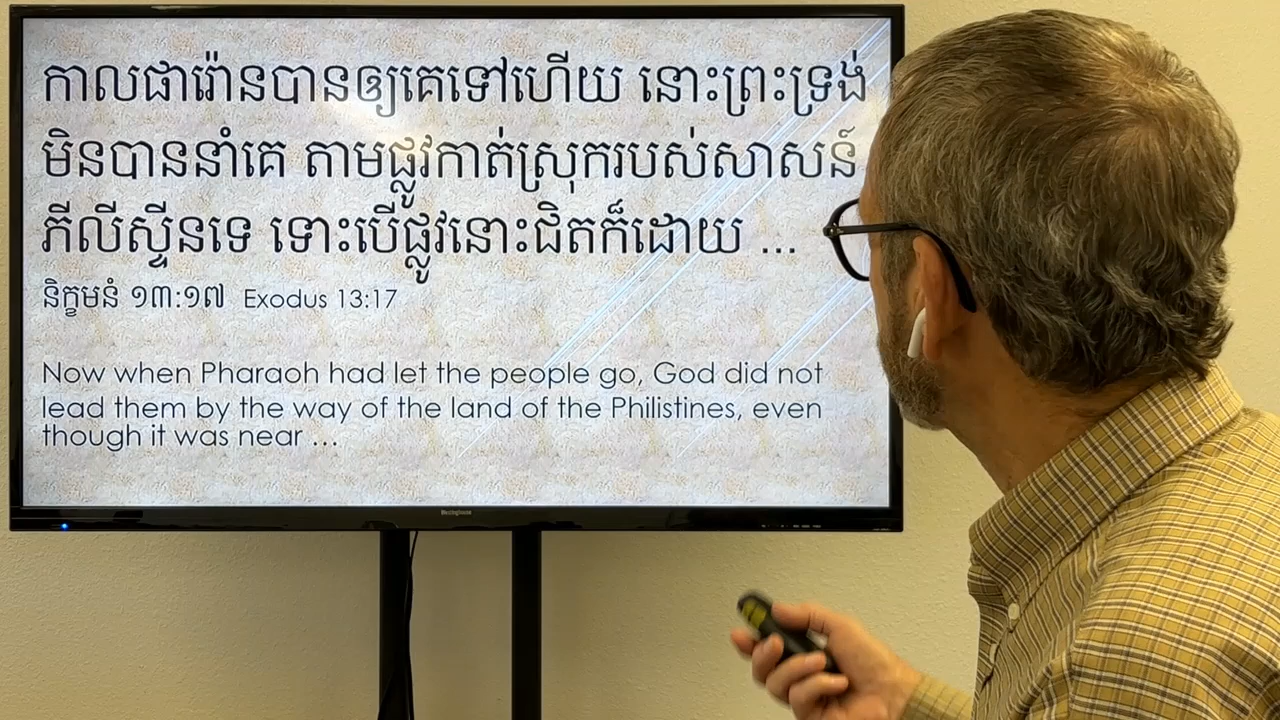 កាលផារ៉ោនបានឲ្យគេទៅហើយ នោះព្រះទ្រង់
មិនបាននាំគេ តាមផ្លូវកាត់ស្រុករបស់សាសន៍
ភីលីស្ទីនទេ ទោះបើផ្លូវនោះជិតក៏ដោយ ...
និក្ខមនំ ១៣:១៧ Exodus 13:17
Now when Pharaoh had let the people go, God did not
lead them by the way of the land of the Philistines, even
though it was near ...
Westinghouse